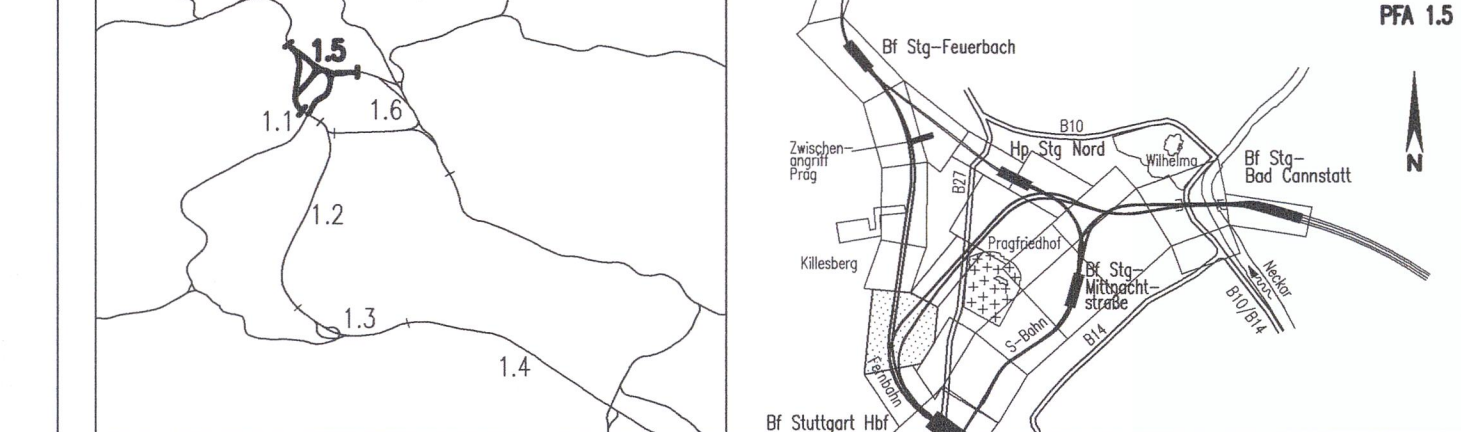 1.5
1.1
1.6
1.2
1.3
1.4
PFA 1.5
Bf Stg-Feuerbach
B10
Zwischen-
angriff
Prag
Hp Stg Nord
Wilhelma
Bf Stg-
Bad Cannstatt
N
B27
Pragfriedhof
Killesberg
Bf Stg-
Mittnacht-
straße
Neckar
B10/B14
S-Bahn
B14
Fernbahn
Bf Stuttgart Hbf